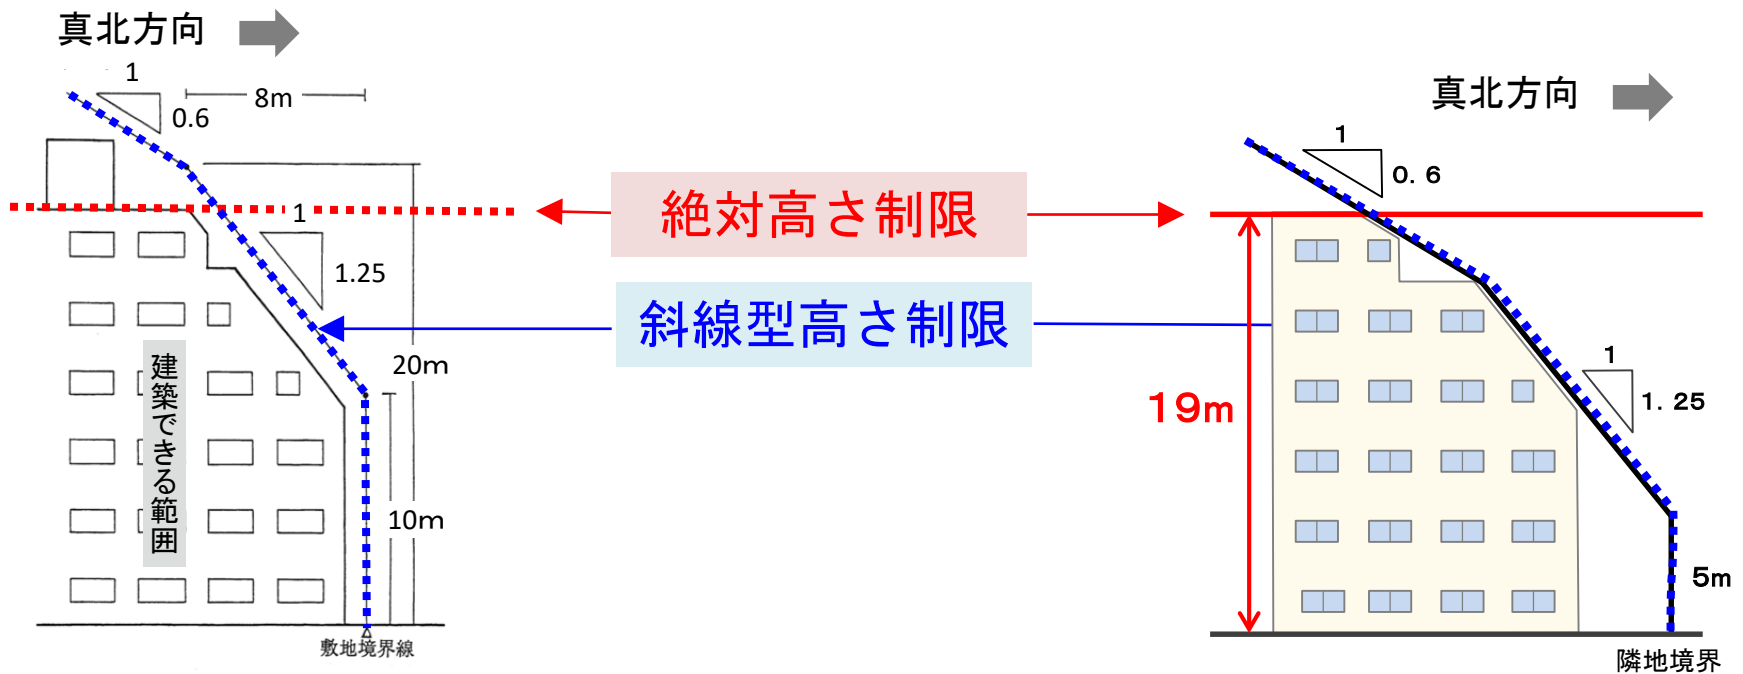 真北方向
1
0.6
8m
1
1.25
20m
10m
建築できる範囲
敷地境界線
絶対高さ制限
斜線型高さ制限
真北方向
1
0.6
1
1.25
19m
5m
隣地境界